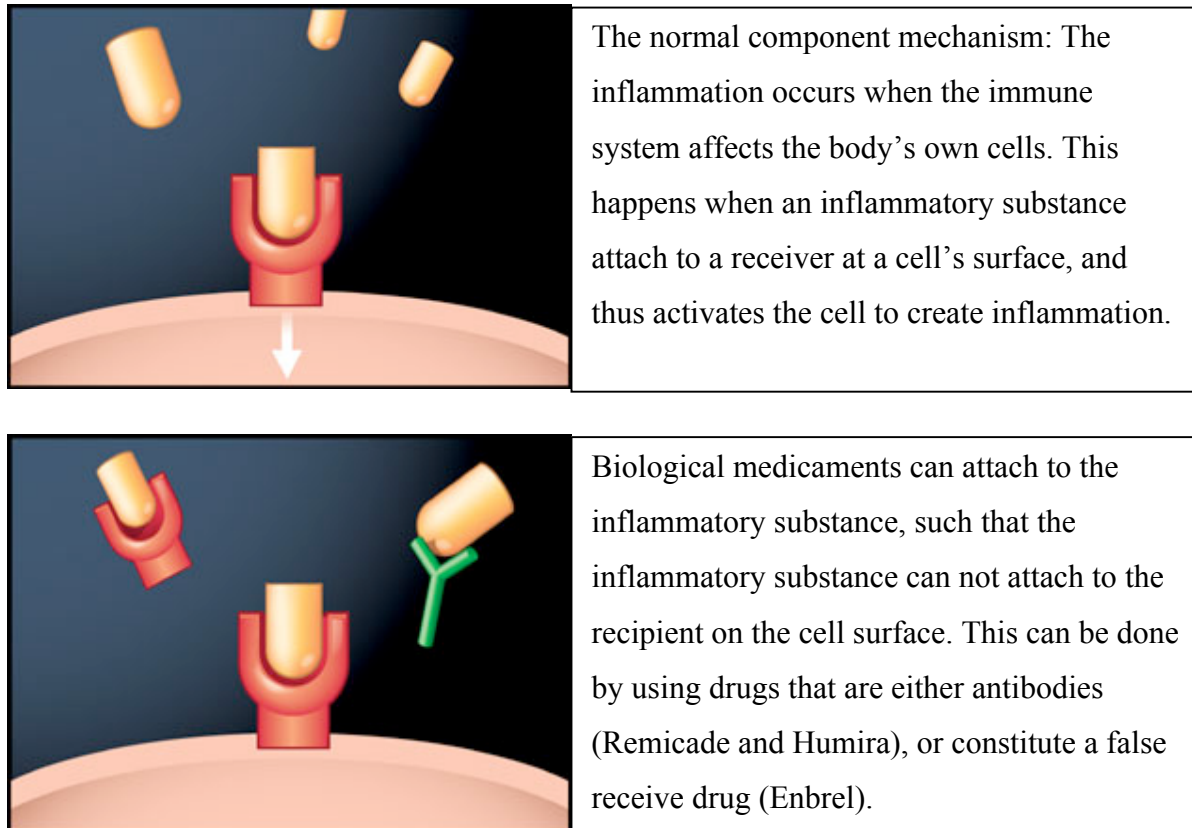 The normal component mechanism: The
inflammation occurs when the immune
system affects the body’s own cells. This
happens when an inflammatory substance
attach to a receiver at a cell’s surface, and
thus activates the cell to create inflammation.
Biological medicaments can attach to the
inflammatory substance, such that the
inflammatory substance can not attach to the
recipient on the cell surface. This can be done
by using drugs that are either antibodies
(Remicade and Humira), or constitute a false
receive drug (Enbrel).